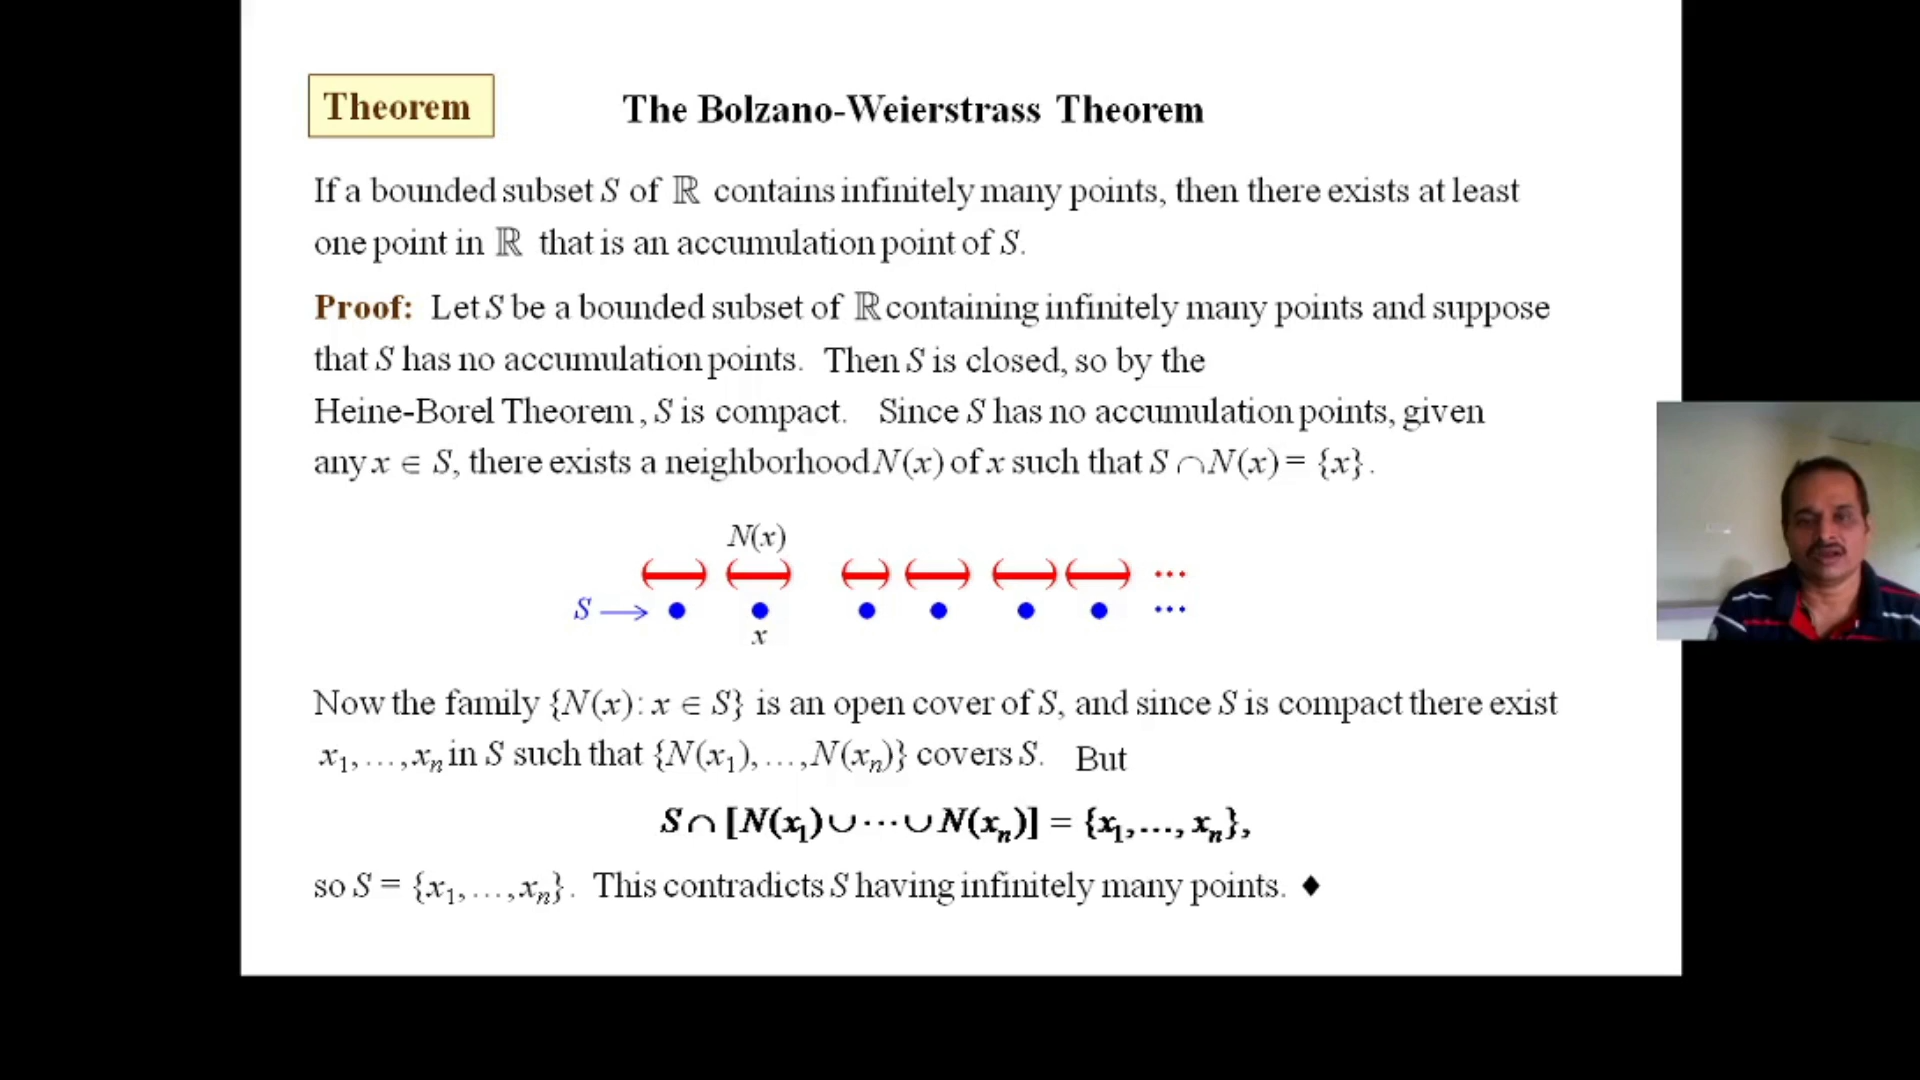 Theorem
The Bolzano-Weierstrass Theorem
If a bounded subset S of ℝ contains infinitely many points, then there exists at least
one point in ℝ that is an accumulation point of S.
Proof: Let S be a bounded subset of ℝ containing infinitely many points and suppose
that S has no accumulation points. Then S is closed, so by the
Heine-Borel Theorem, S is compact. Since S has no accumulation points, given
any x ∈ S, there exists a neighborhood N(x) of x such that S ∩ N(x) = {x}.
N(x)
( ) ( ) ( ) ( ) ( ) ( ) ...
S → • • • • • • ...
x
Now the family {N(x): x ∈ S} is an open cover of S, and since S is compact there exist
x₁, …, xₙ in S such that {N(x₁), …, N(xₙ)} covers S. But
S ∩ [N(x₁) ∪ ··· ∪ N(xₙ)] = {x₁, …, xₙ},
so S = {x₁, …, xₙ}. This contradicts S having infinitely many points. ♦